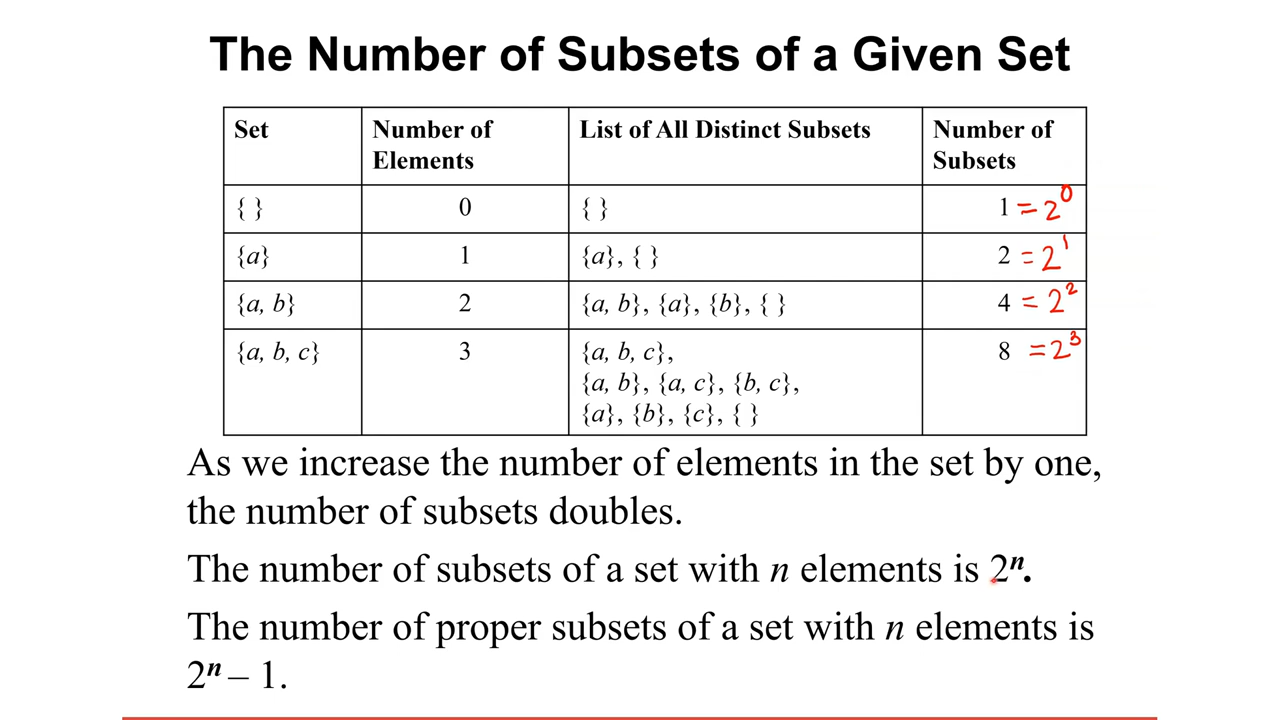 The Number of Subsets of a Given Set
Set Number of Elements List of All Distinct Subsets Number of Subsets
{ } 0 { } 1 = 2⁰
{a} 1 {a}, { } 2 = 2¹
{a, b} 2 {a, b}, {a}, {b}, { } 4 = 2²
{a, b, c} 3 {a, b, c}, 8 = 2³
{a, b}, {a, c}, {b, c},
{a}, {b}, {c}, { }
As we increase the number of elements in the set by one,
the number of subsets doubles.
The number of subsets of a set with n elements is 2ⁿ.
The number of proper subsets of a set with n elements is
2ⁿ – 1.